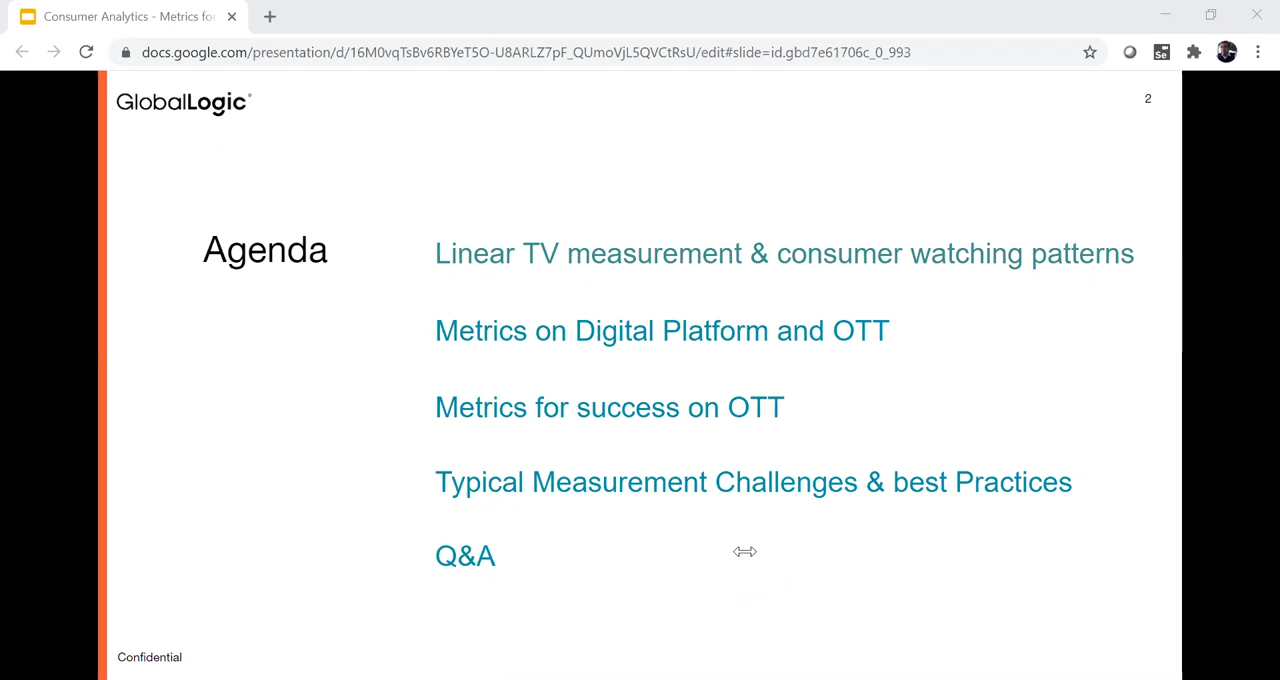 Consumer Analytics - Metrics for
docs.google.com/presentation/d/16M0vqTsBv6RBYeT5O-U8ARLZ7pF_QUmoVjL5QVCtRsU/edit#slide=id.gbd7e61706c_0_993
Se
GlobalLogic
2
Agenda
Linear TV measurement & consumer watching patterns
Metrics on Digital Platform and OTT
Metrics for success on OTT
Typical Measurement Challenges & best Practices
Q&A
Confidential